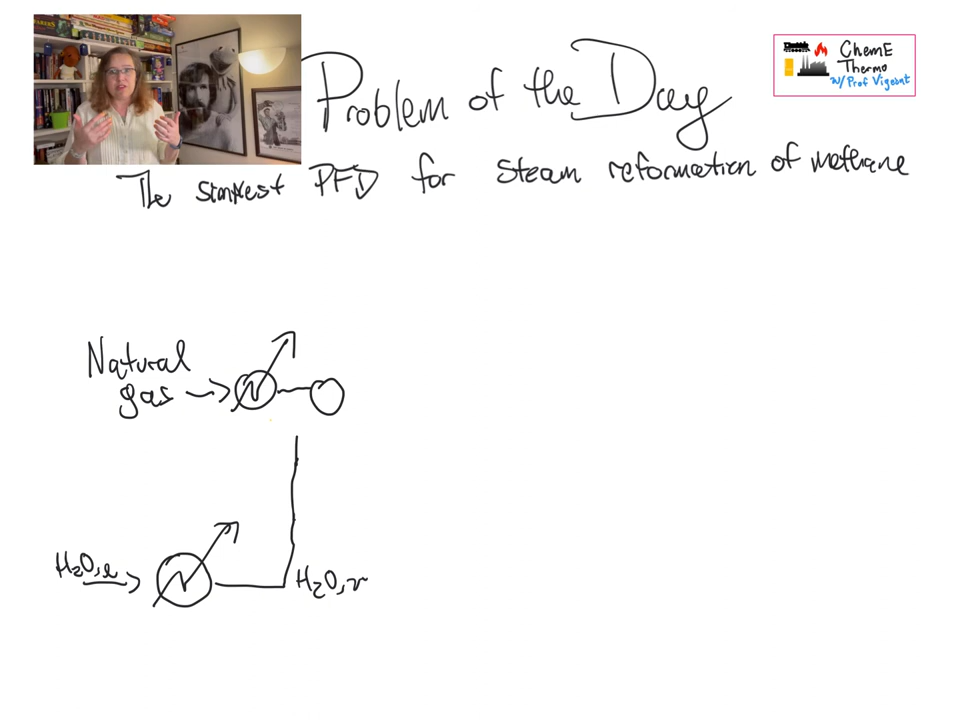 Problem of the Day
ChemE
Thermo
w/ Prof Vigeant
The simplest PFD for steam reformation of methane
Natural
gas
H2O, l
H2O, v